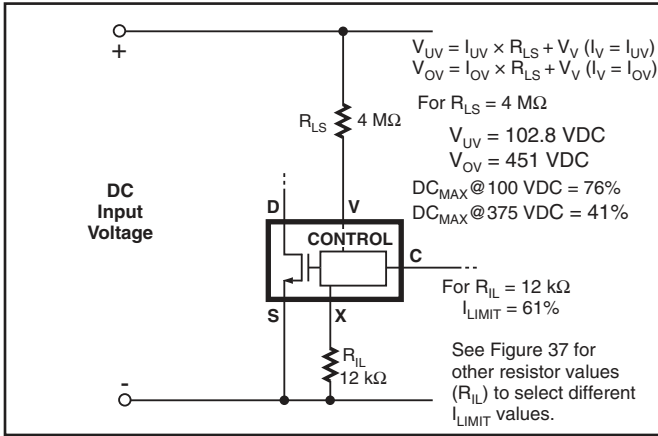 +
V_UV = I_UV × R_LS + V_V (I_V = I_UV)
V_OV = I_OV × R_LS + V_V (I_V = I_OV)
For R_LS = 4 MΩ
V_UV = 102.8 VDC
V_OV = 451 VDC
DC_MAX@100 VDC = 76%
DC_MAX@375 VDC = 41%
R_LS 4 MΩ
DC
Input
Voltage
D V
CONTROL
C
S X
For R_IL = 12 kΩ
I_LIMIT = 61%
R_IL
12 kΩ
See Figure 37 for
other resistor values
(R_IL) to select different
I_LIMIT values.
-